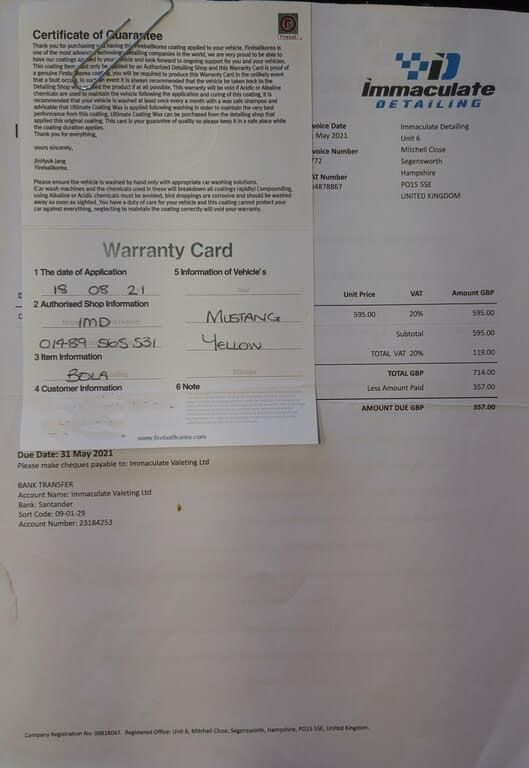 Certificate of Guarantee
Fireball
Thank you for purchasing and having the Fireballkorea coating applied to your vehicle. Fireballkorea is
one of the most advanced technology detailing companies in the world, we are very proud to be able to
have our coatings applied to your vehicle and look forward to ongoing support for you and your vehicles.
This coating item must only be applied by an Authorized Detailing Shop and this Warranty Card is proof of
a genuine Fireballkorea coating, you will be required to produce this Warranty Card in the unlikely event
that a fault occurs. In such an event it is always recommended that the vehicle be taken back to the
Detailing Shop who applied the product if at all possible. This warranty will be void if Acidic or Alkaline
chemicals are used to maintain the vehicle following the application and curing of this coating. It is
recommended that your vehicle is washed at least once every a month with a wax safe shampoo and
advisable that Ultimate Coating Wax is applied following washing in order to maintain the very best
performance from this coating, Ultimate Coating Wax can be purchased from the detailing shop that
applied this original coating. This card is your guarantee of quality so please keep it in a safe place while
the coating duration applies.
Thank you for everything,
yours sincerely,
JinHyuk.Jang
Fireballkorea.
Please ensure the vehicle is washed by hand only with appropriate car washing solutions.
(Car wash machines and the chemicals used in these will breakdown all coatings rapidly) Compounding,
using Alkaline or Acidic chemicals must be avoided, bird droppings are corrosive and should be washed
away as soon as sighted. You have a duty of care for your vehicle and this coating cannot protect your
car against everything, neglecting to maintain the coating correctly will void your warranty.
Warranty Card
1 The date of Application
18 08 21
2 Authorised Shop Information
IMD
01489 565 531
3 Item Information
BOLA
4 Customer Information
5 Information of Vehicle's
MUSTANG
YELLOW
Mileage
6 Note
www.fireballkorea.com
iD
immaculate
DETAILING
voice Date
May 2021
voice Number
772
AT Number
4878867
Immaculate Detailing
Unit 6
Mitchell Close
Segensworth
Hampshire
PO15 5SE
UNITED KINGDOM
Unit Price VAT Amount GBP
595.00 20% 595.00
Subtotal 595.00
TOTAL VAT 20% 119.00
TOTAL GBP 714.00
Less Amount Paid 357.00
AMOUNT DUE GBP 357.00
Due Date: 31 May 2021
Please make cheques payable to: Immaculate Valeting Ltd
BANK TRANSFER
Account Name: Immaculate Valeting Ltd
Bank: Santander
Sort Code: 09-01-29
Account Number: 23184253
Company Registration No: 09818047. Registered Office: Unit 6, Mitchell Close, Segensworth, Hampshire, PO15 5SE, United Kingdom.